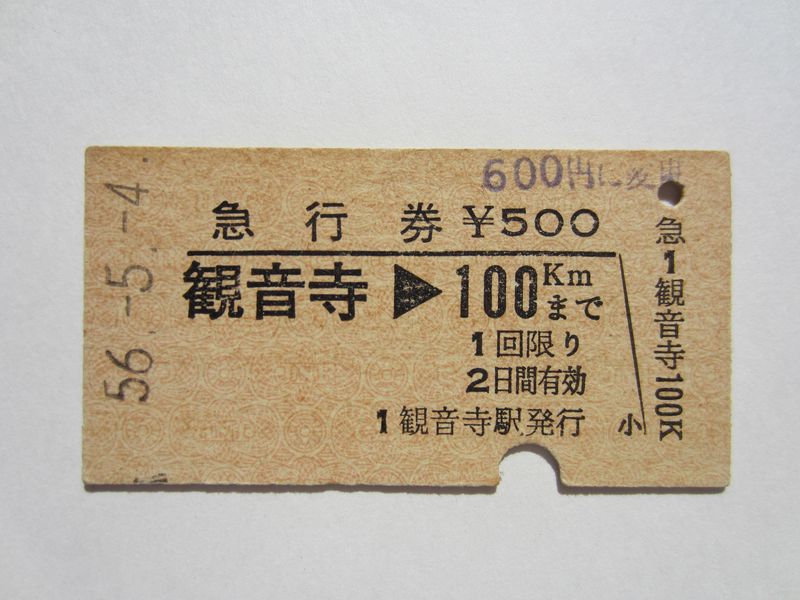 600円に変更
急行券 ¥500
観音寺▶100Kmまで
1回限り
2日間有効
1観音寺駅発行
小
急1観音寺100K
56.-5.-4.